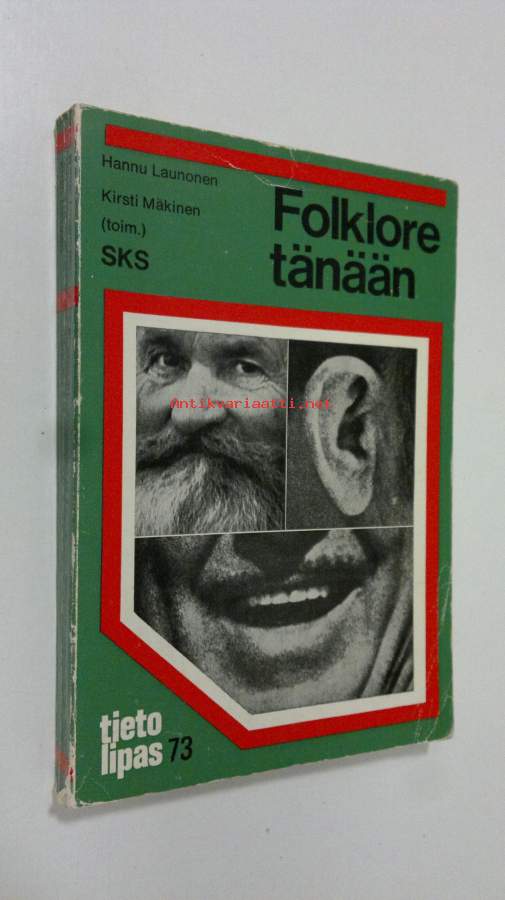 Hannu Launonen
Kirsti Mäkinen
(toim.)
SKS
Folklore
tänään
Antikvariaatti.net
tieto
lipas 73